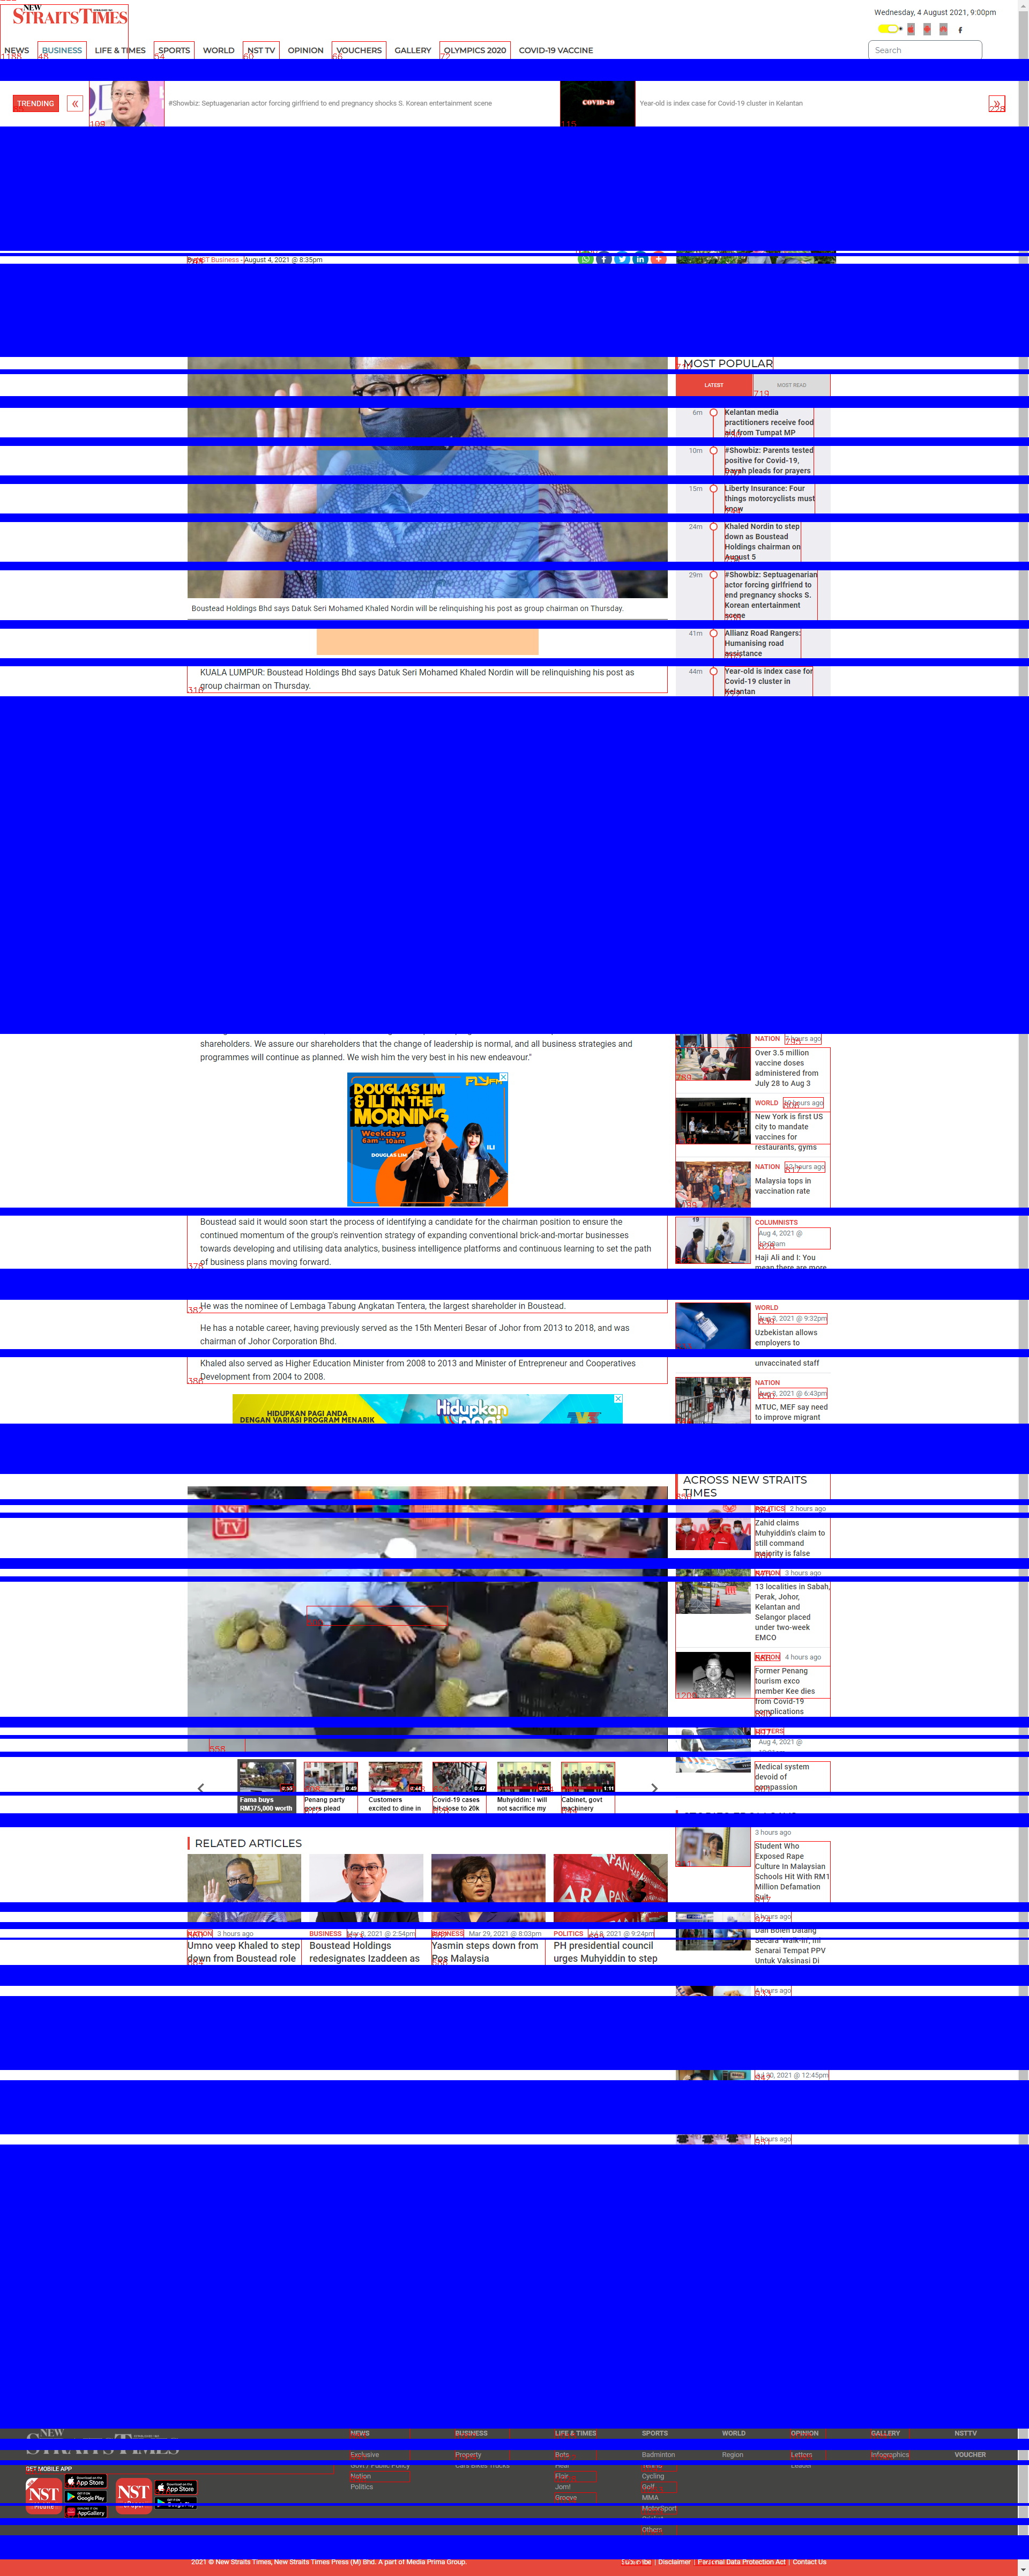 NEW
STRAITS TIMES
Wednesday, 4 August 2021, 9:00pm
NEWS BUSINESS LIFE & TIMES SPORTS WORLD NST TV OPINION VOUCHERS GALLERY OLYMPICS 2020 COVID-19 VACCINE
Search
TRENDING
#Showbiz: Septuagenarian actor forcing girlfriend to end pregnancy shocks S. Korean entertainment scene
COVID-19
Year-old is index case for Covid-19 cluster in Kelantan
NST Business - August 4, 2021 @ 8:35pm
MOST POPULAR
LATEST
MOST READ
6m
Kelantan media
practitioners receive food
aid from Tumpat MP
10m
#Showbiz: Parents tested
positive for Covid-19,
Dayah pleads for prayers
15m
Liberty Insurance: Four
things motorcyclists must
know
24m
Khaled Nordin to step
down as Boustead
Holdings chairman on
August 5
29m
#Showbiz: Septuagenarian
actor forcing girlfriend to
end pregnancy shocks S.
Korean entertainment
scene
41m
Allianz Road Rangers:
Humanising road
assistance
44m
Year-old is index case for
Covid-19 cluster in
Kelantan
Boustead Holdings Bhd says Datuk Seri Mohamed Khaled Nordin will be relinquishing his post as group chairman on Thursday.
KUALA LUMPUR: Boustead Holdings Bhd says Datuk Seri Mohamed Khaled Nordin will be relinquishing his post as
group chairman on Thursday.
shareholders. We assure our shareholders that the change of leadership is normal, and all business strategies and
programmes will continue as planned. We wish him the very best in his new endeavour."
DOUGLAS LIM
& ILI IN THE
MORNING
Weekdays
6am - 10am
DOUGLAS LIM
ILI
FLY FM
Boustead said it would soon start the process of identifying a candidate for the chairman position to ensure the
continued momentum of the group's reinvention strategy of expanding conventional brick-and-mortar businesses
towards developing and utilising data analytics, business intelligence platforms and continuous learning to set the path
of business plans moving forward.
He was the nominee of Lembaga Tabung Angkatan Tentera, the largest shareholder in Boustead.
He has a notable career, having previously served as the 15th Menteri Besar of Johor from 2013 to 2018, and was
chairman of Johor Corporation Bhd.
Khaled also served as Higher Education Minister from 2008 to 2013 and Minister of Entrepreneur and Cooperatives
Development from 2004 to 2008.
HIDUPKAN PAGI ANDA
DENGAN VARIASI PROGRAM MENARIK
Hidupkan
NATION hours ago
Over 3.5 million
vaccine doses
administered from
July 28 to Aug 3
WORLD hours ago
New York is first US
city to mandate
vaccines for
restaurants, gyms
NATION hours ago
Malaysia tops in
vaccination rate
COLUMNISTS
Aug 4, 2021 @
Haji Ali and I: You
mean there are more
WORLD
Aug 3, 2021 @ 9:32pm
Uzbekistan allows
employers to
unvaccinated staff
NATION
Aug 3, 2021 @ 6:43pm
MTUC, MEF say need
to improve migrant
ACROSS NEW STRAITS
TIMES
POLITICS 2 hours ago
Zahid claims
Muhyiddin's claim to
still command
majority is false
NATION 3 hours ago
13 localities in Sabah,
Perak, Johor,
Kelantan and
Selangor placed
under two-week
EMCO
NATION 4 hours ago
Former Penang
tourism exco
member Kee dies
from Covid-19
complications
LETTERS
Aug 4, 2021 @
Medical system
devoid of
compassion
NST
TV
Fama buys
RM375,000 worth
Penang party
goers plead
Customers
excited to dine in
Covid-19 cases
hit close to 20k
Muhyiddin: I will
not sacrifice my
Cabinet, govt
machinery
3 hours ago
Student Who
Exposed Rape
Culture In Malaysian
Schools Hit With RM1
Million Defamation
Suit
hours ago
Dan Boleh Datang
Secara 'Walk-In', Ini
Senarai Tempat PPV
Untuk Vaksinasi Di
hours ago
Jul 30, 2021 @ 12:45pm
hours ago
RELATED ARTICLES
NATION 3 hours ago
Umno veep Khaled to step
down from Boustead role
BUSINESS 2021 @ 2:54pm
Boustead Holdings
redesignates Izaddeen as
BUSINESS Mar 29, 2021 @ 8:03pm
Yasmin steps down from
Pos Malaysia
POLITICS Jul 8, 2021 @ 9:24pm
PH presidential council
urges Muhyiddin to step
NEW
STRAITS TIMES
GET MOBILE APP
NST
App Store
Google Play
AppGallery
NST
App Store
Google Play
NEWS BUSINESS LIFE & TIMES SPORTS WORLD OPINION GALLERY NSTTV
Exclusive Property Bots Badminton Region Letters Infographics VOUCHER
Govt / Public Policy Cars Bikes Trucks Heal Tennis Leader
Nation Flair Cycling
Politics Jom! Golf
Groove MMA
MotorSport
Others
2021 © New Straits Times, New Straits Times Press (M) Bhd. A part of Media Prima Group.
Subscribe | Disclaimer | Personal Data Protection Act | Contact Us